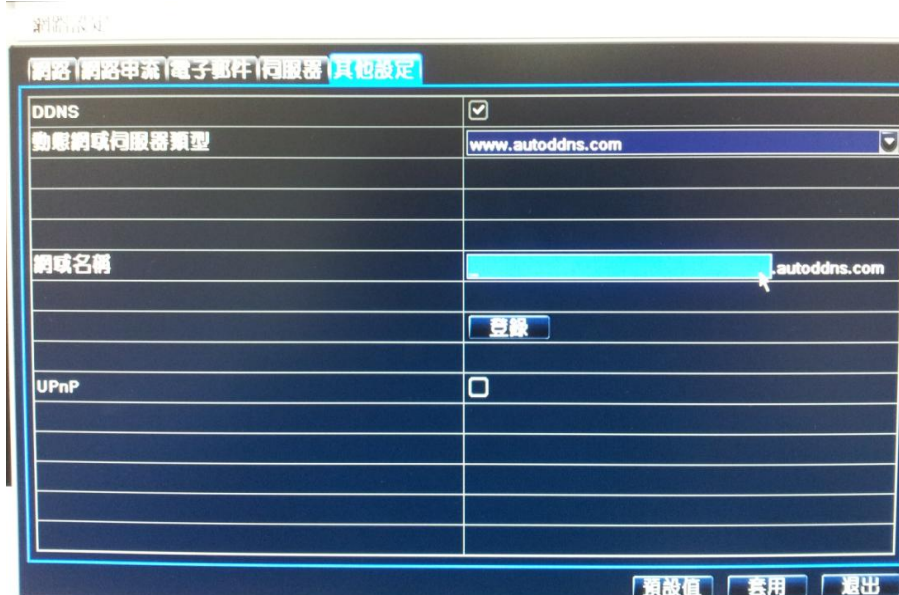 網路設定
網路 網路串流 電子郵件 伺服器 其他設定
DDNS
動態網域伺服器類型 www.autoddns.com
網域名稱 .autoddns.com
登錄
UPnP
預設值 套用 退出